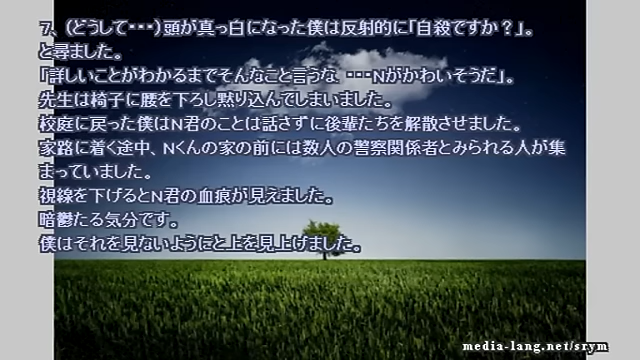 7、(どうして・・・)頭が真っ白になった僕は反射的に「自殺ですか？」。
と尋ました。
「詳しいことがわかるまでそんなこと言うな ・・・Nがかわいそうだ」。
先生は椅子に腰を下ろし黙り込んでしまいました。
校庭に戻った僕はN君のことは話さずに後輩たちを解散させました。
家路に着く途中、Nくんの家の前には数人の警察関係者とみられる人が集
まっていました。
視線を下げるとN君の血痕が見えました。
暗鬱たる気分です。
僕はそれを見ないようにと上を見上げました。
media-lang.net/srym